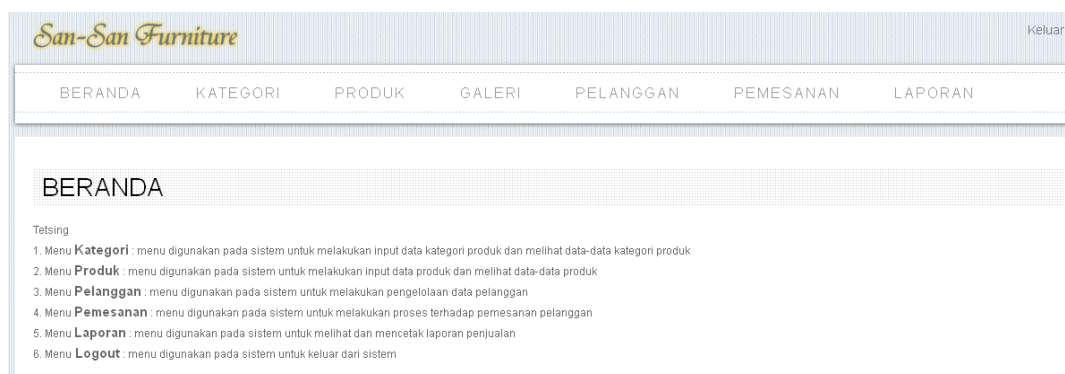 San-San Furniture
Keluar
BERANDA KATEGORI PRODUK GALERI PELANGGAN PEMESANAN LAPORAN
BERANDA
Tetsing
1. Menu Kategori : menu digunakan pada sistem untuk melakukan input data kategori produk dan melihat data-data kategori produk
2. Menu Produk : menu digunakan pada sistem untuk melakukan input data produk dan melihat data-data produk
3. Menu Pelanggan : menu digunakan pada sistem untuk melakukan pengelolaan data pelanggan
4. Menu Pemesanan : menu digunakan pada sistem untuk melakukan proses terhadap pemesanan pelanggan
5. Menu Laporan : menu digunakan pada sistem untuk melihat dan mencetak laporan penjualan
6. Menu Logout : menu digunakan pada sistem untuk keluar dari sistem